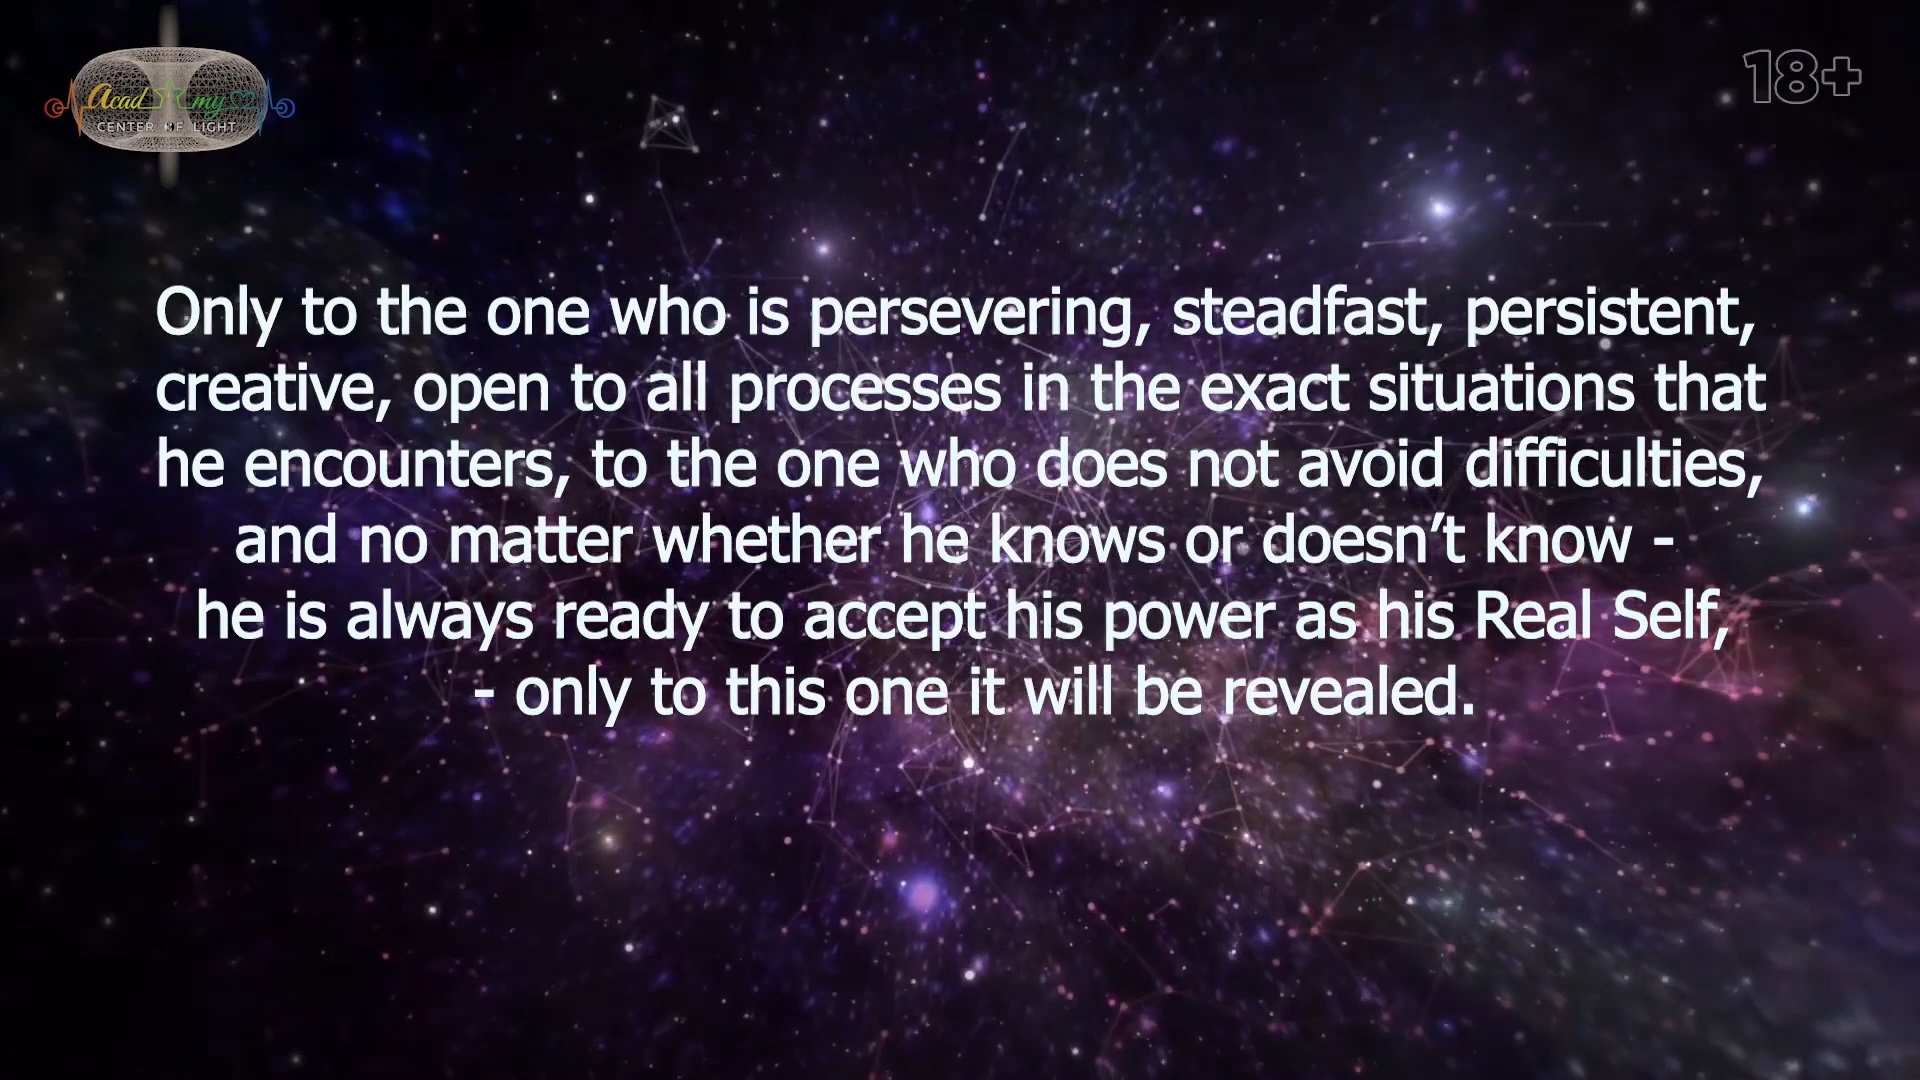 Acad my
CENTER OF LIGHT
18+
Only to the one who is persevering, steadfast, persistent,
creative, open to all processes in the exact situations that
he encounters, to the one who does not avoid difficulties,
and no matter whether he knows or doesn’t know -
he is always ready to accept his power as his Real Self,
- only to this one it will be revealed.